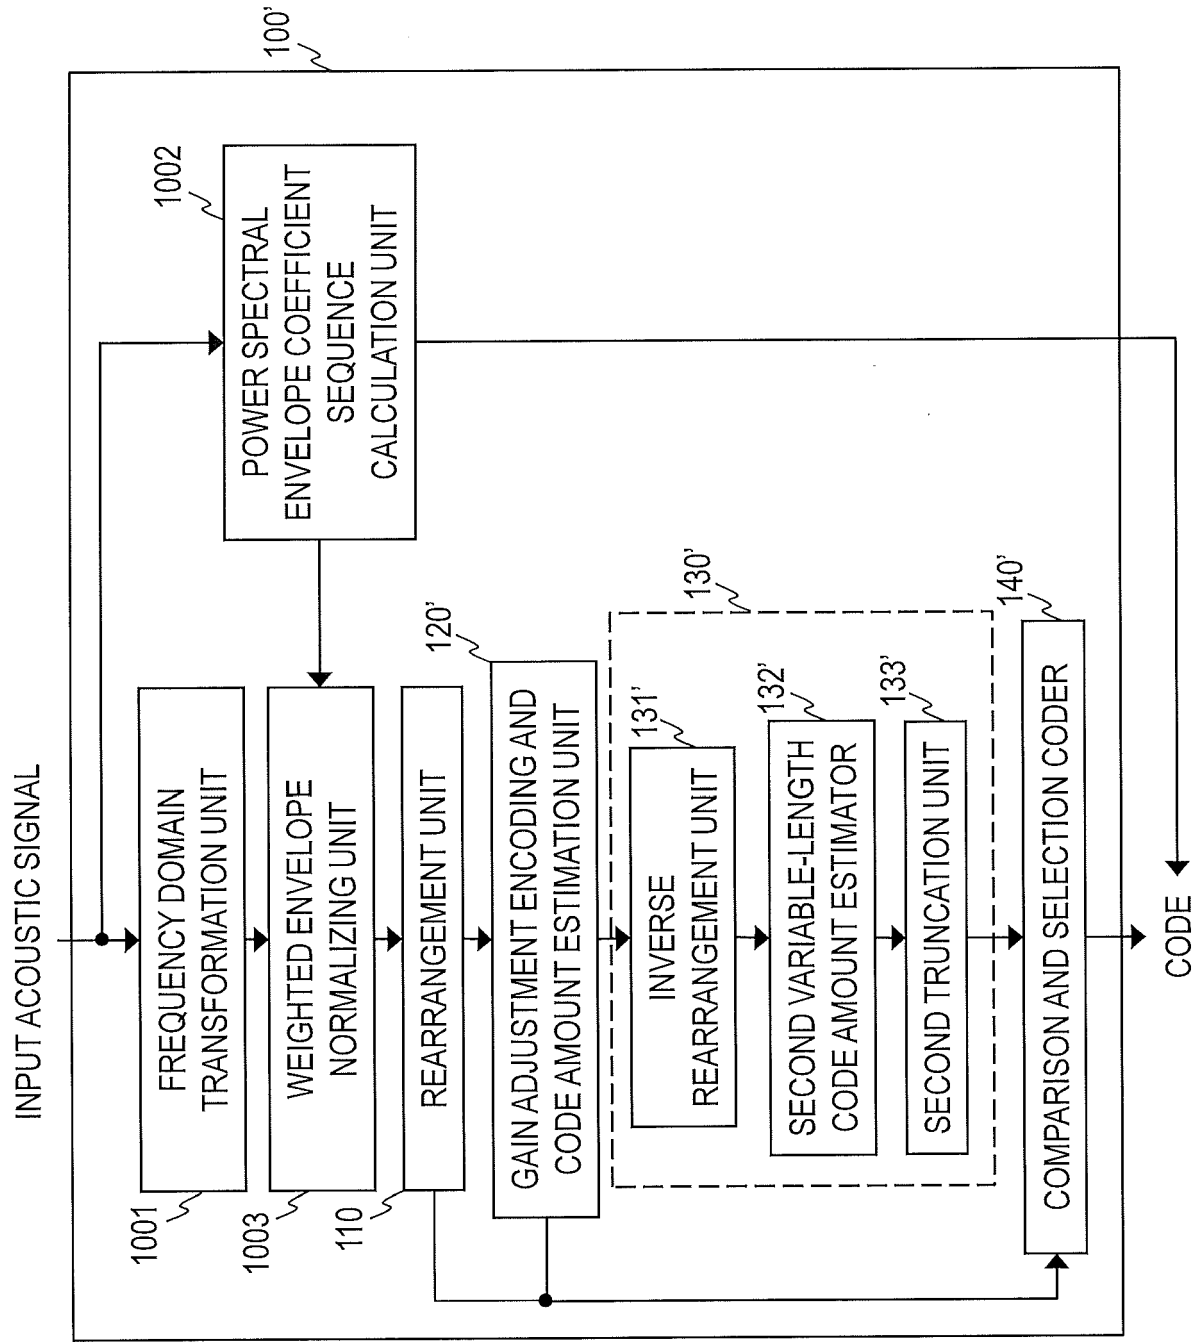 INPUT ACOUSTIC SIGNAL
100'
1001
FREQUENCY DOMAIN
TRANSFORMATION UNIT
1002
POWER SPECTRAL
ENVELOPE COEFFICIENT
SEQUENCE
CALCULATION UNIT
1003
WEIGHTED ENVELOPE
NORMALIZING UNIT
110
REARRANGEMENT UNIT
120'
GAIN ADJUSTMENT ENCODING AND
CODE AMOUNT ESTIMATION UNIT
130'
131'
INVERSE
REARRANGEMENT UNIT
132'
SECOND VARIABLE-LENGTH
CODE AMOUNT ESTIMATOR
133'
SECOND TRUNCATION UNIT
140'
COMPARISON AND SELECTION CODER
CODE